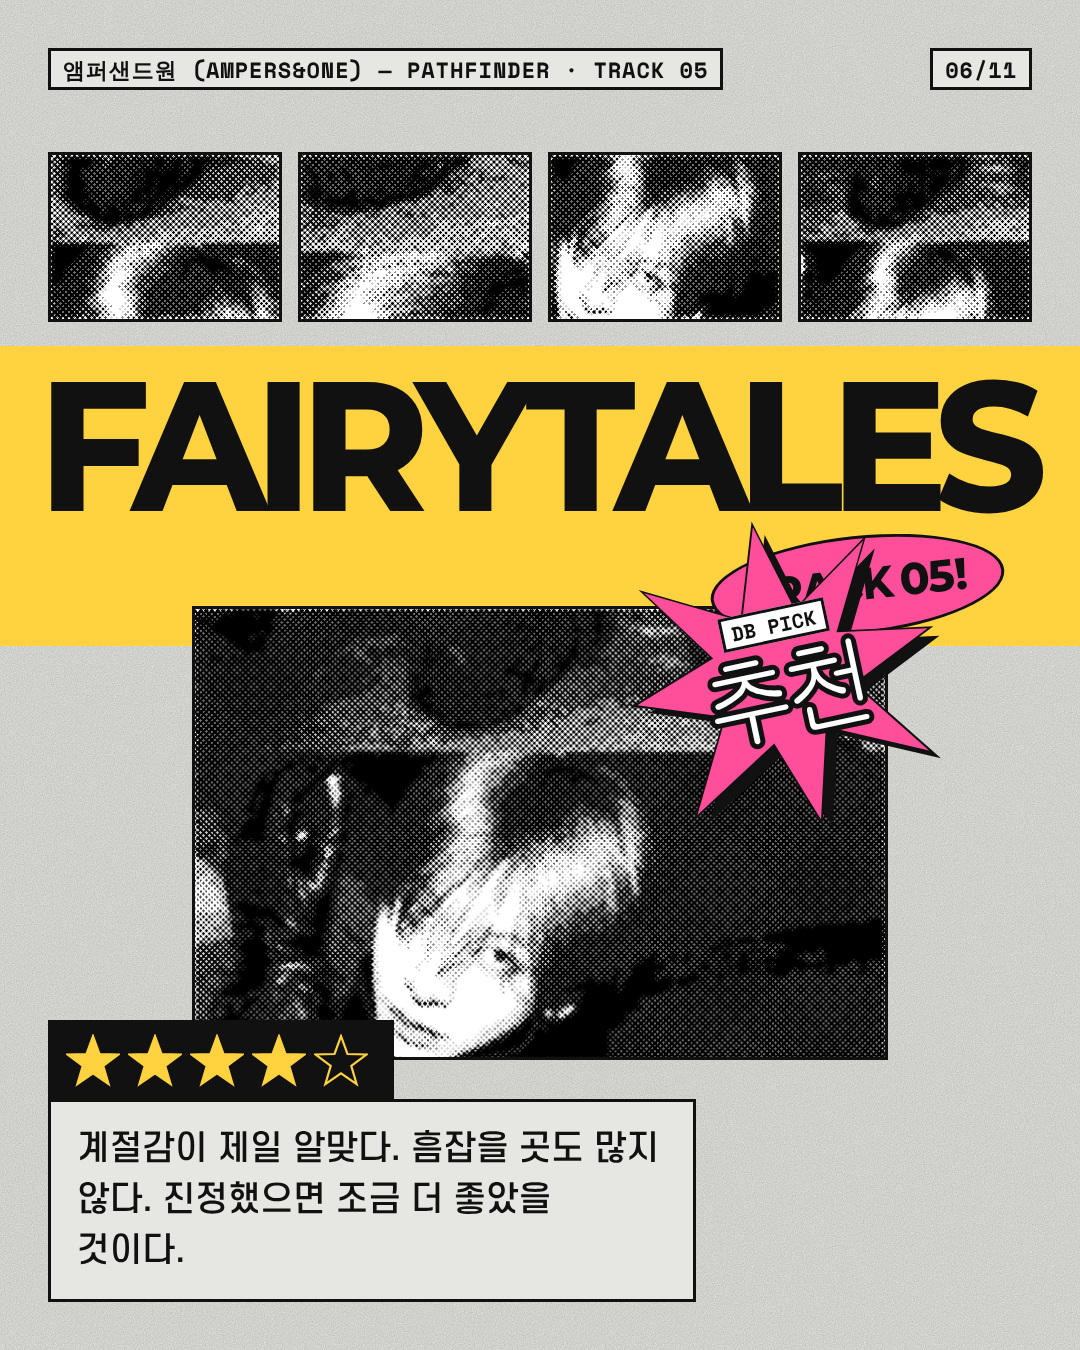 앰퍼샌드원 (AMPERS&ONE) — PATHFINDER · TRACK 05
06/11
FAIRYTALES
05!
DB PICK
추천
계절감이 제일 알맞다. 흠잡을 곳도 많지
않다. 진정했으면 조금 더 좋았을
것이다.